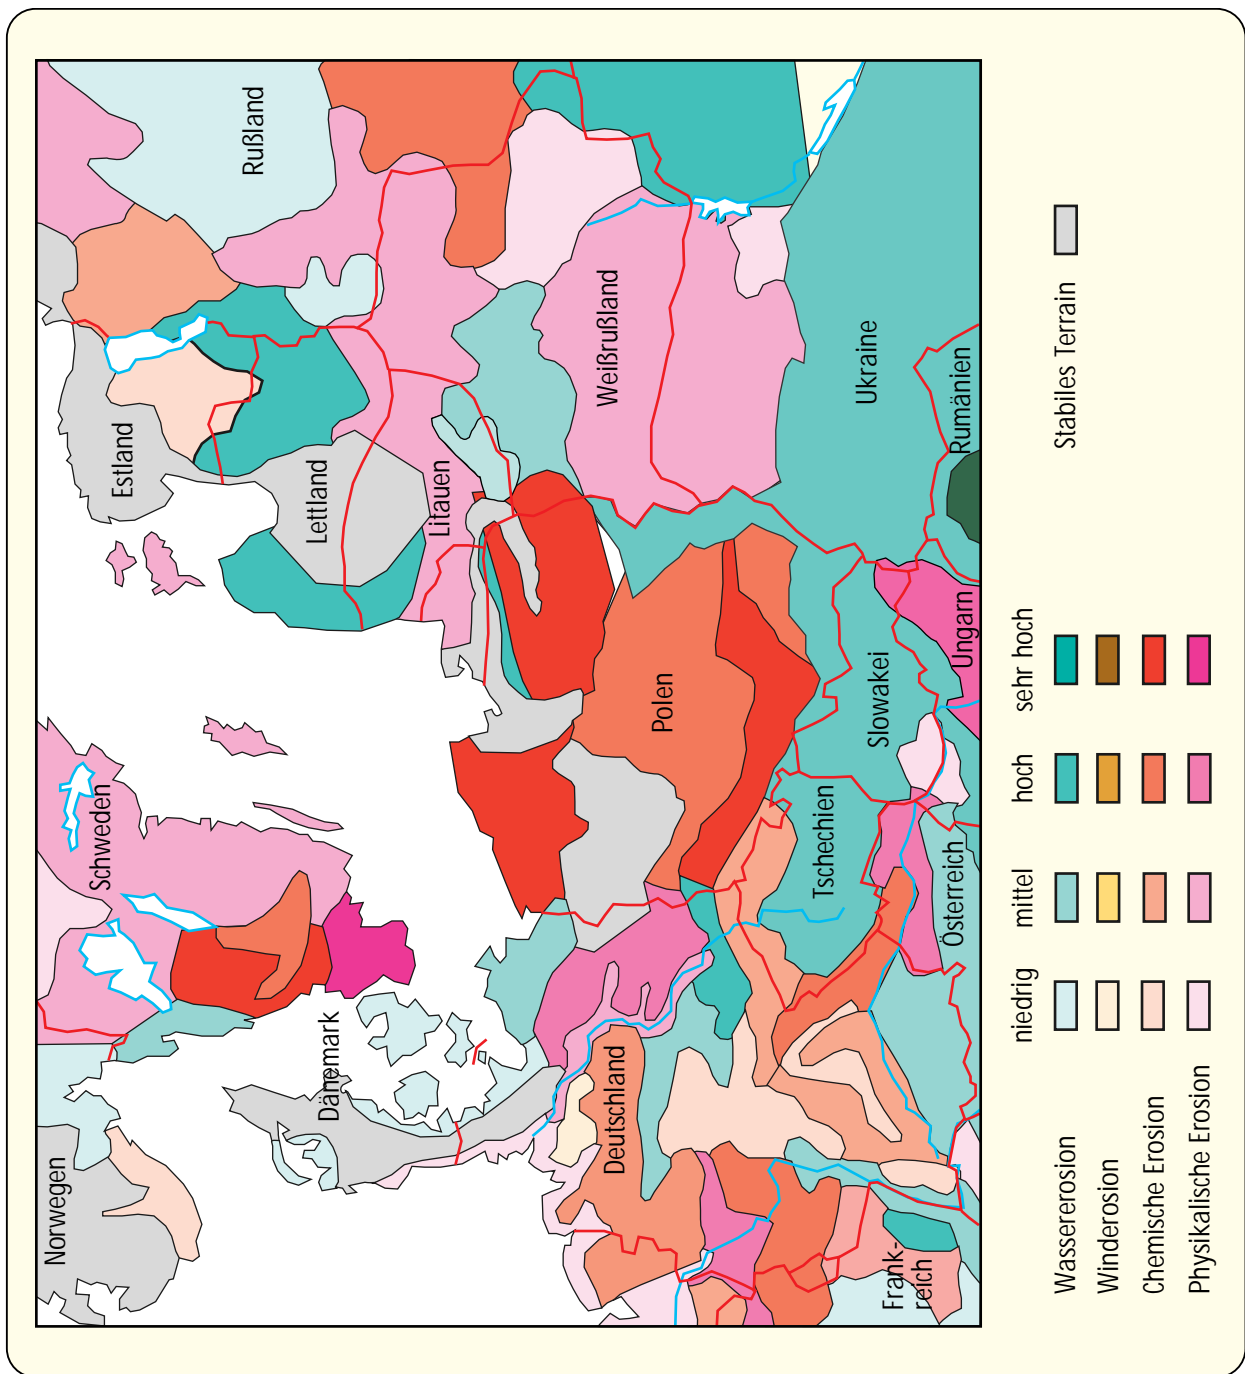 Norwegen
Schweden
Estland
Rußland
Dänemark
Lettland
Litauen
Deutschland
Polen
Weißrußland
Frank-
reich
Tschechien
Slowakei
Ukraine
Österreich
Ungarn
Rumänien
niedrig mittel hoch sehr hoch
Wassererosion Stabiles Terrain
Winderosion
Chemische Erosion
Physikalische Erosion